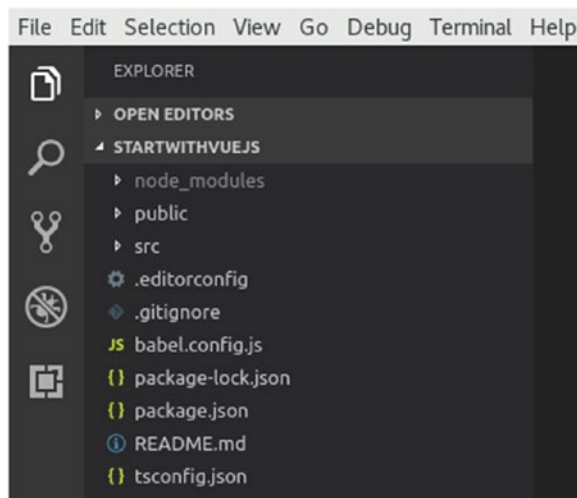 File Edit Selection View Go Debug Terminal Help
EXPLORER
OPEN EDITORS
STARTWITHVUEJS
node_modules
public
src
.editorconfig
.gitignore
JS babel.config.js
{} package-lock.json
{} package.json
README.md
{} tsconfig.json